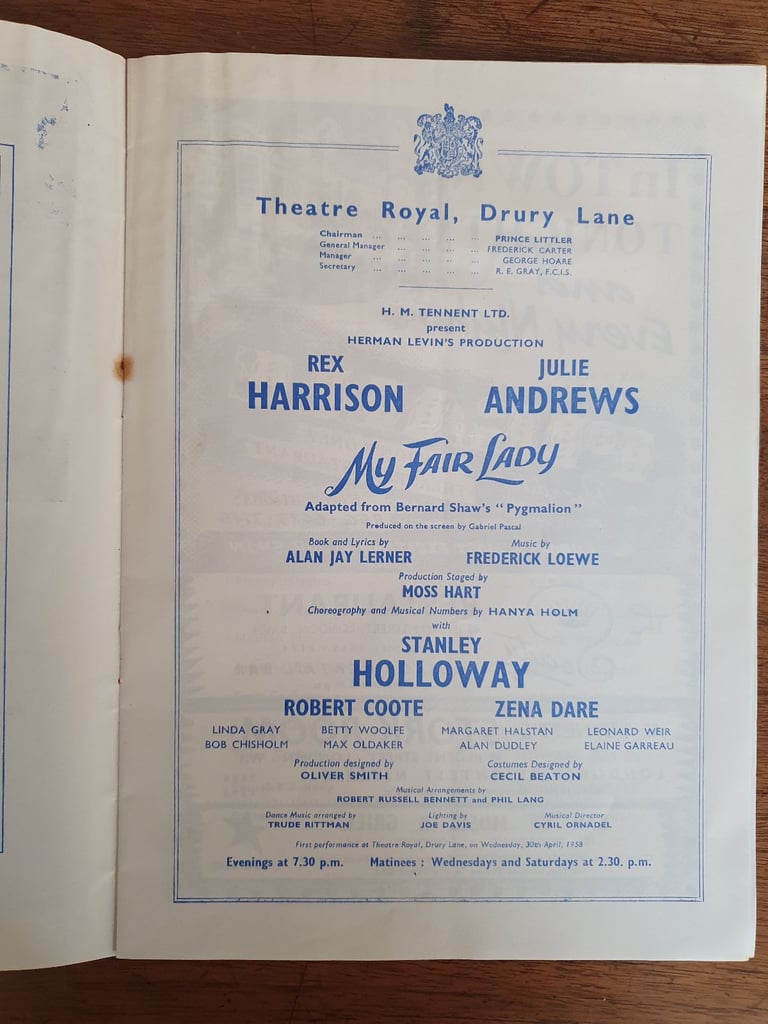 Theatre Royal, Drury Lane
Chairman ... ... ... ... ... PRINCE LITTLER
General Manager ... ... ... ... FREDERICK CARTER
Manager ... ... ... ... ... GEORGE HOARE
Secretary ... ... ... ... ... R. E. GRAY, F.C.I.S.
H. M. TENNENT LTD.
present
HERMAN LEVIN'S PRODUCTION
REX JULIE
HARRISON ANDREWS
MY FAIR LADY
Adapted from Bernard Shaw's "Pygmalion"
Produced on the screen by Gabriel Pascal
Book and Lyrics by Music by
ALAN JAY LERNER FREDERICK LOEWE
Production Staged by
MOSS HART
Choreography and Musical Numbers by HANYA HOLM
with
STANLEY
HOLLOWAY
ROBERT COOTE ZENA DARE
LINDA GRAY BETTY WOOLFE MARGARET HALSTAN LEONARD WEIR
BOB CHISHOLM MAX OLDAKER ALAN DUDLEY ELAINE GARREAU
Production designed by Costumes Designed by
OLIVER SMITH CECIL BEATON
Musical Arrangements by
ROBERT RUSSELL BENNETT and PHIL LANG
Dance Music arranged by Lighting by Musical Director
TRUDE RITTMAN JOE DAVIS CYRIL ORNADEL
First performance at Theatre Royal, Drury Lane, on Wednesday, 30th April, 1958
Evenings at 7.30 p.m. Matinees : Wednesdays and Saturdays at 2.30. p.m.